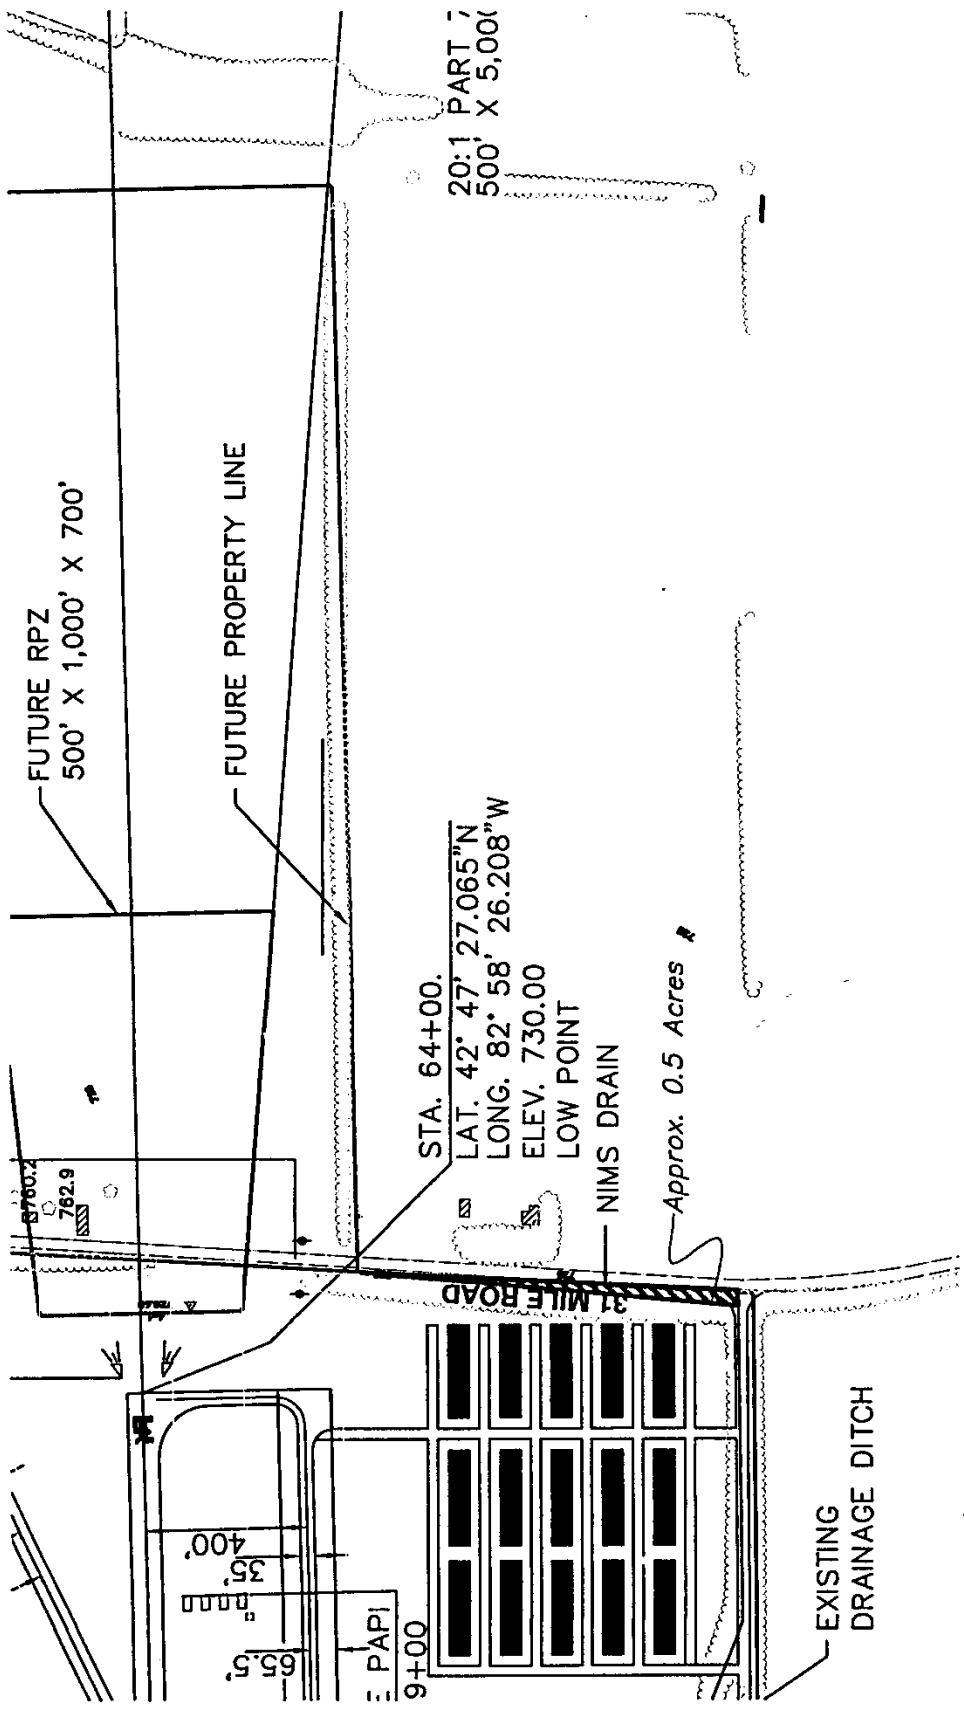 20:1 PART
500' X 5,00
FUTURE RPZ
500' X 1,000' X 700'
FUTURE PROPERTY LINE
STA. 64+00.
LAT. 42° 47' 27.065"N
LONG. 82° 58' 26.208"W
ELEV. 730.00
LOW POINT
NIMS DRAIN
Approx. 0.5 Acres
760.2
762.9
31 MILE ROAD
400'
35'
65.5'
PAPI
9+00
EXISTING
DRAINAGE DITCH